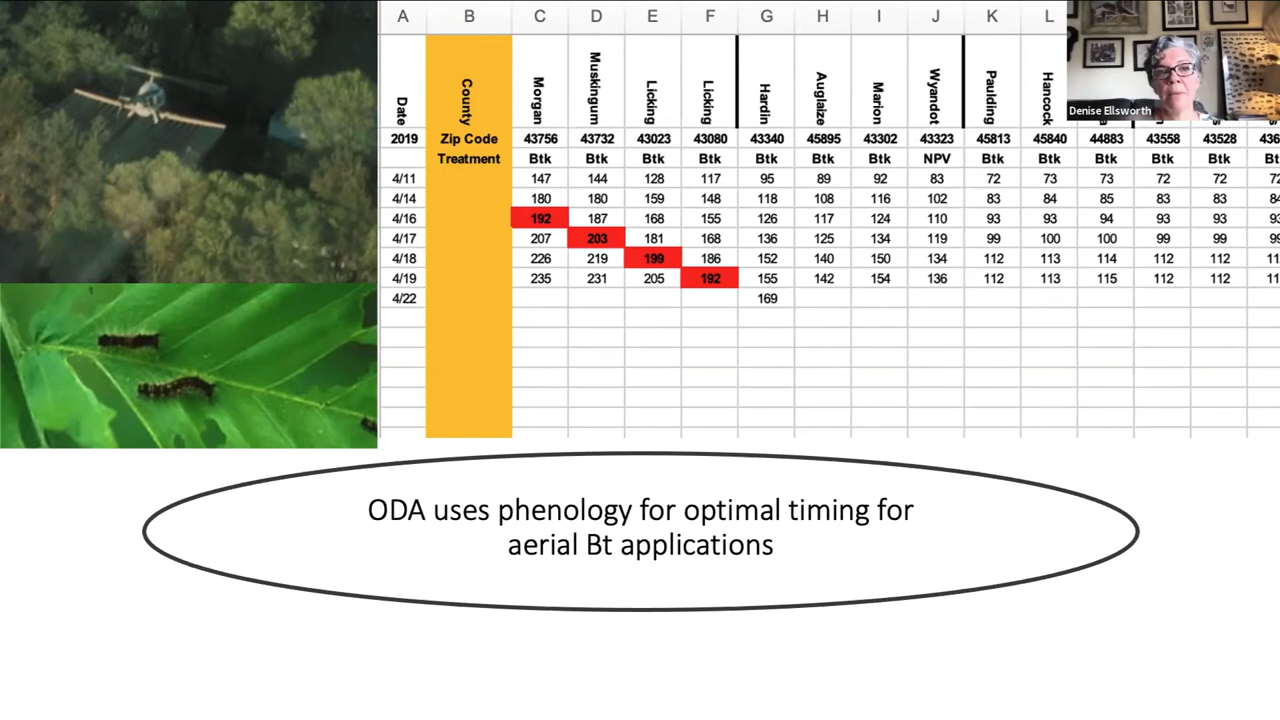 A B C D E F G H I J K L
Date County Morgan Muskingum Licking Licking Hardin Auglaize Marion Wyandot Paulding Hancock
Denise Ellsworth
2019 Zip Code 43756 43732 43023 43080 43340 45895 43302 43323 45813 45840 44883 43558 43528
Treatment Btk Btk Btk Btk Btk Btk Btk NPV Btk Btk Btk Btk Btk Btk
4/11 147 144 128 117 95 89 92 83 72 73 73 72 72 72
4/14 180 180 159 148 118 108 116 102 83 84 85 83 83 84
4/16 192 187 168 155 126 117 124 110 93 93 94 93 93 93
4/17 207 203 181 168 136 125 134 119 99 100 100 99 99 99
4/18 226 219 199 186 152 140 150 134 112 113 114 112 112 11
4/19 235 231 205 192 155 142 154 136 112 113 115 112 112 11
4/22 169
ODA uses phenology for optimal timing for
aerial Bt applications